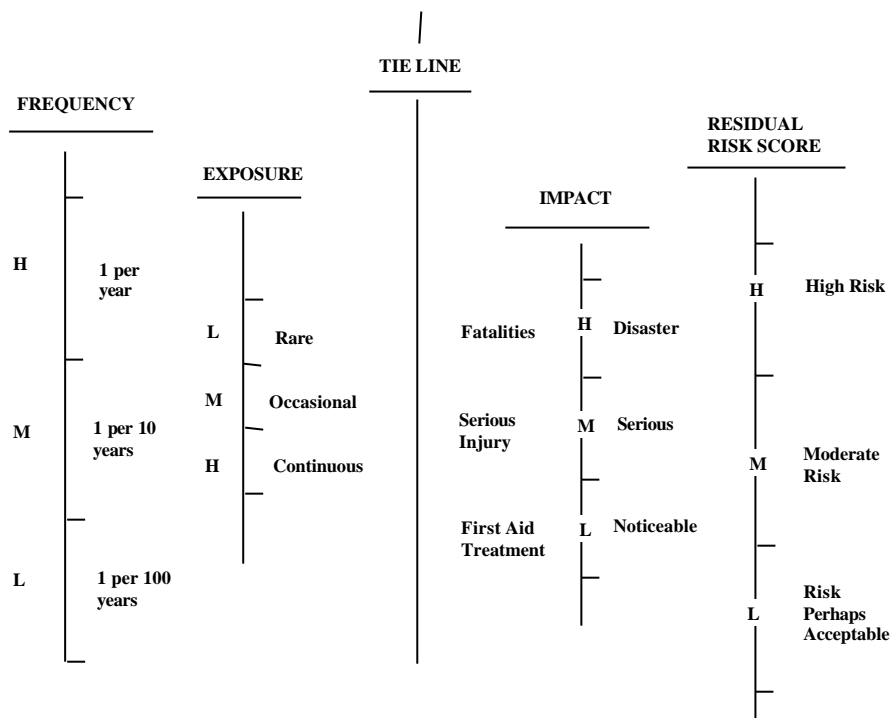 TIE LINE
FREQUENCY
RESIDUAL
RISK SCORE
EXPOSURE
IMPACT
H
1 per
year
M
1 per 10
years
L
1 per 100
years
L
Rare
M
Occasional
H
Continuous
Fatalities
H
Disaster
Serious
Injury
M
Serious
First Aid
Treatment
L
Noticeable
H
High Risk
M
Moderate
Risk
L
Risk
Perhaps
Acceptable